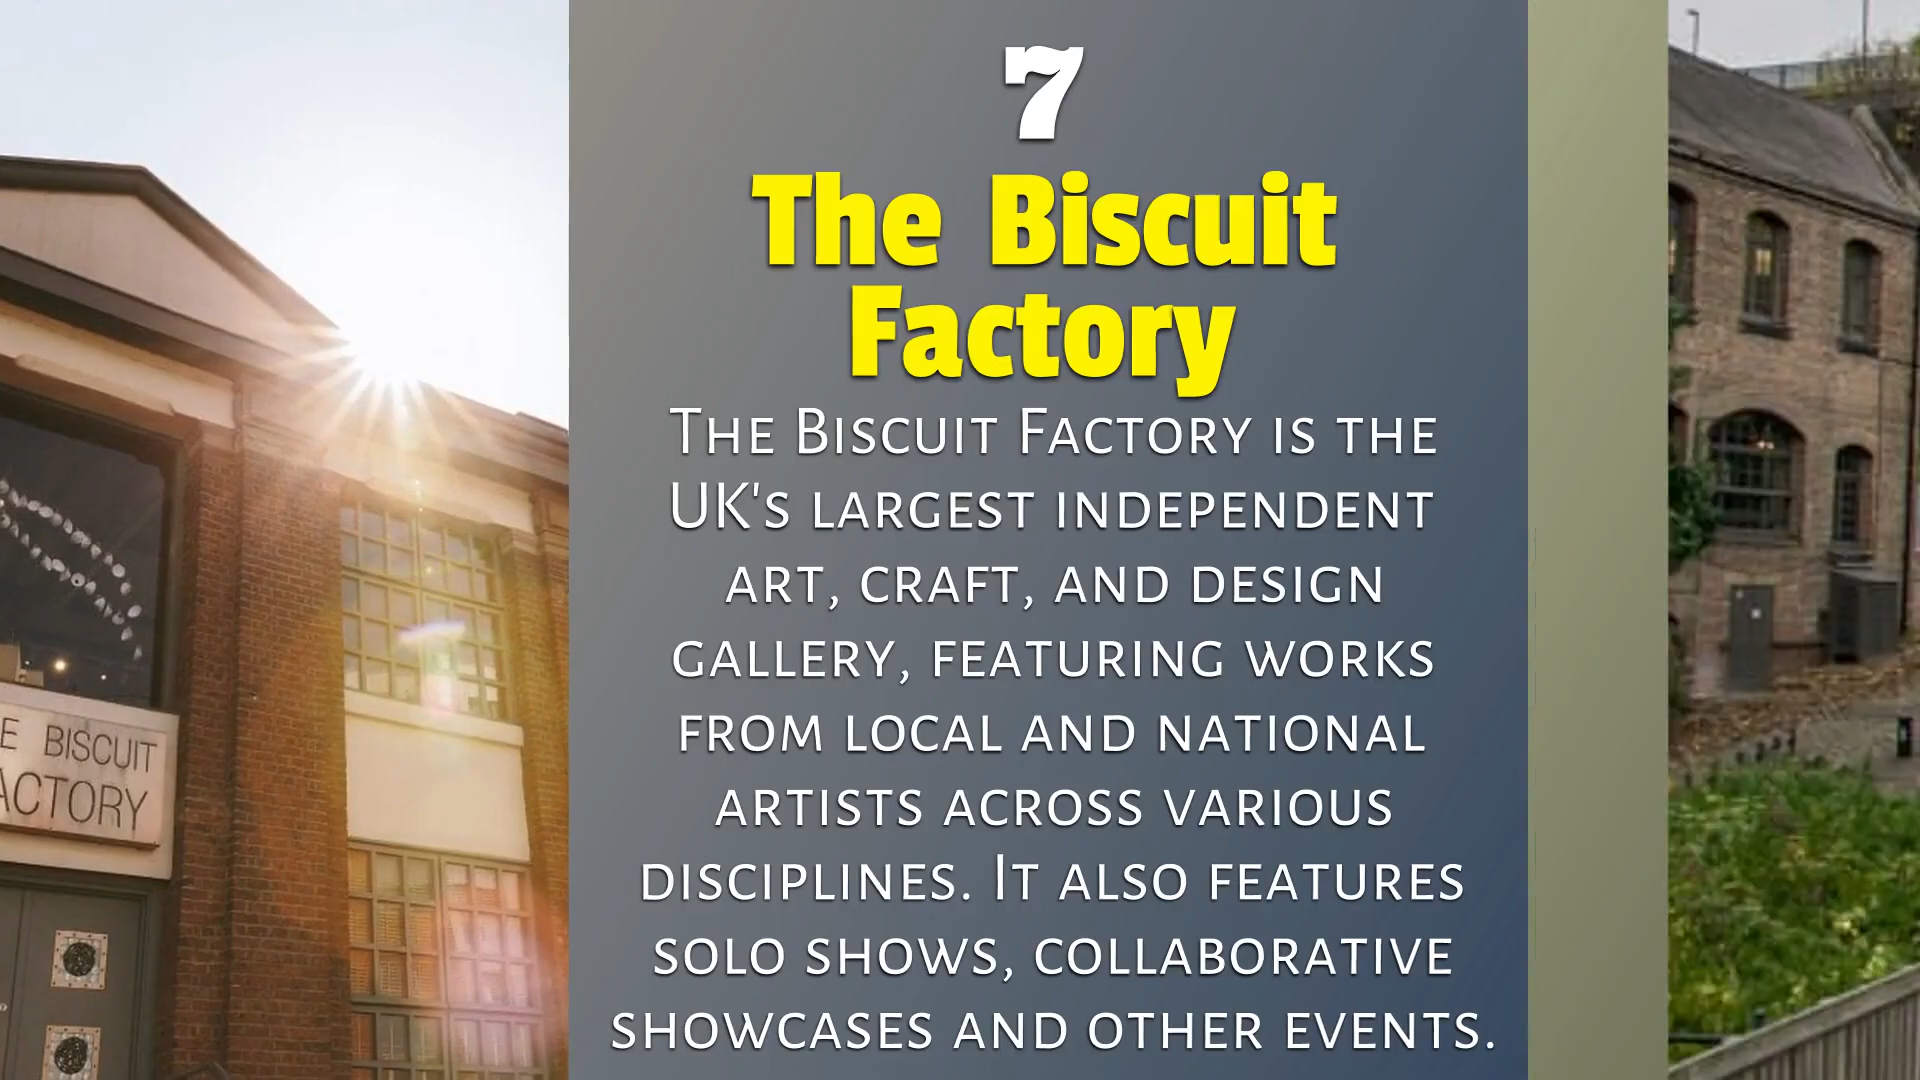 7
The Biscuit
Factory
The Biscuit Factory is the
UK's largest independent
art, craft, and design
gallery, featuring works
from local and national
artists across various
disciplines. It also features
solo shows, collaborative
showcases and other events.
E BISCUIT
ACTORY